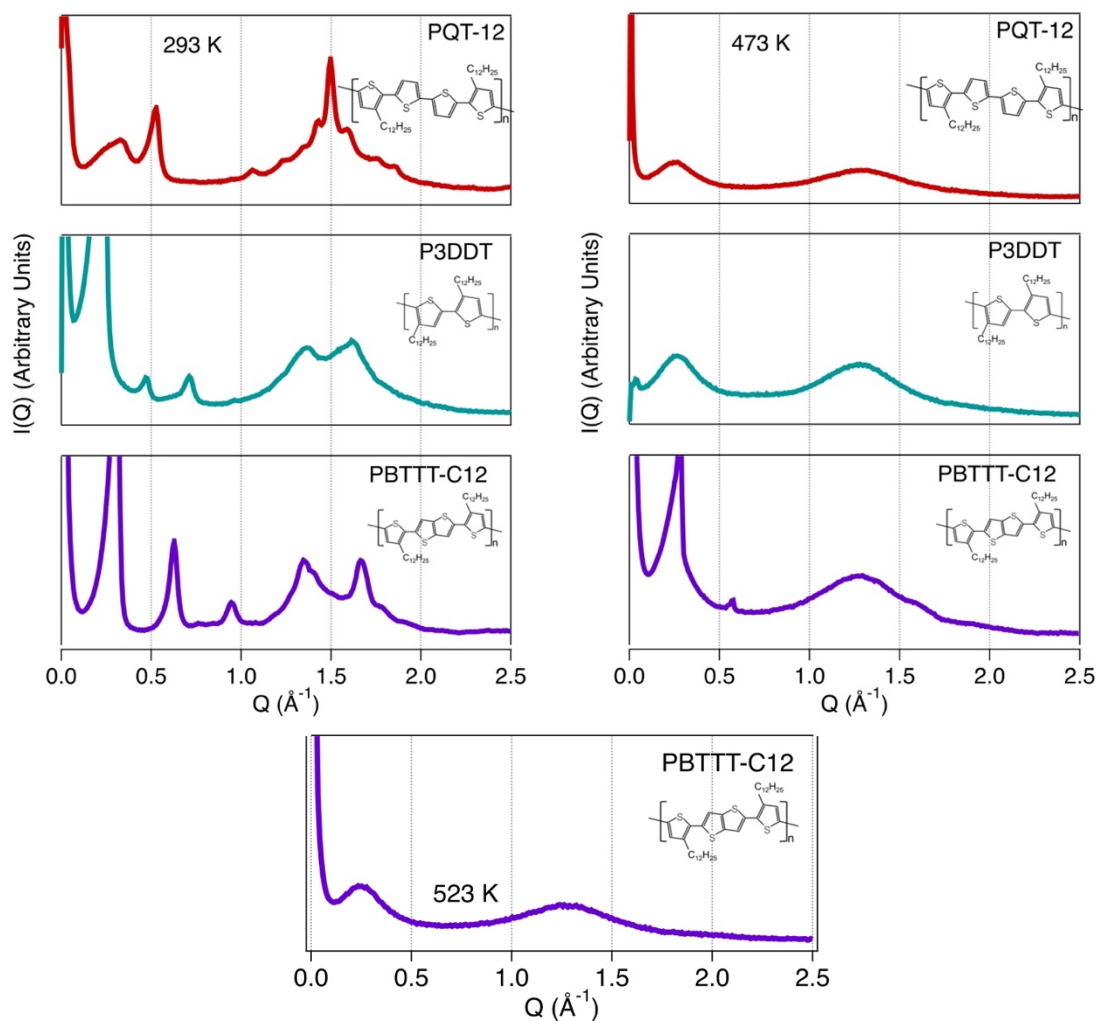 293 K
PQT-12
C12H25
S
S
S
S
n
C12H25
473 K
PQT-12
C12H25
S
S
S
S
n
C12H25
I(Q) (Arbitrary Units)
P3DDT
C12H25
S
S
n
C12H25
I(Q) (Arbitrary Units)
P3DDT
C12H25
S
S
n
C12H25
PBTTT-C12
C12H25
S
S
S
S
n
C12H25
0.0 0.5 1.0 1.5 2.0 2.5
Q (Å-1)
PBTTT-C12
C12H25
S
S
S
S
n
C12H25
0.0 0.5 1.0 1.5 2.0 2.5
Q (Å-1)
PBTTT-C12
C12H25
S
S
S
S
n
C12H25
523 K
0.0 0.5 1.0 1.5 2.0 2.5
Q (Å-1)